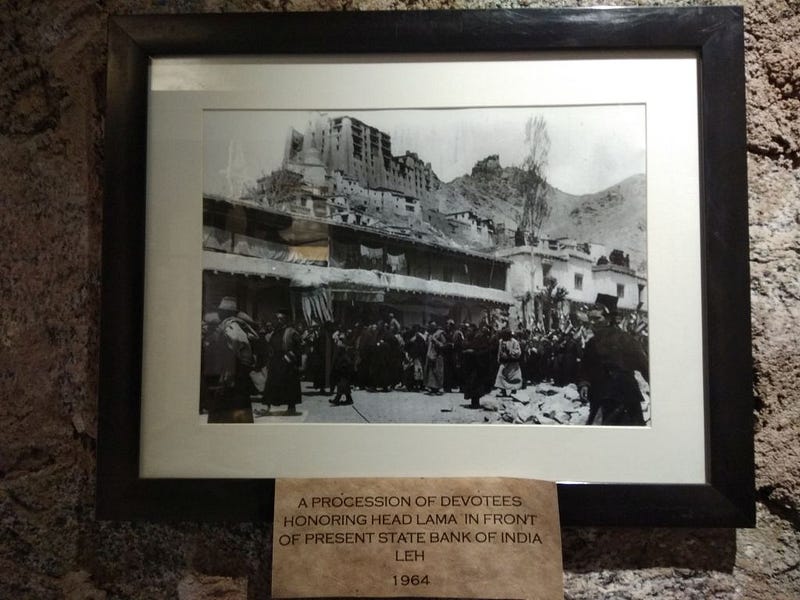 A PROCESSION OF DEVOTEES
HONORING HEAD LAMA IN FRONT
OF PRESENT STATE BANK OF INDIA
LEH
1964